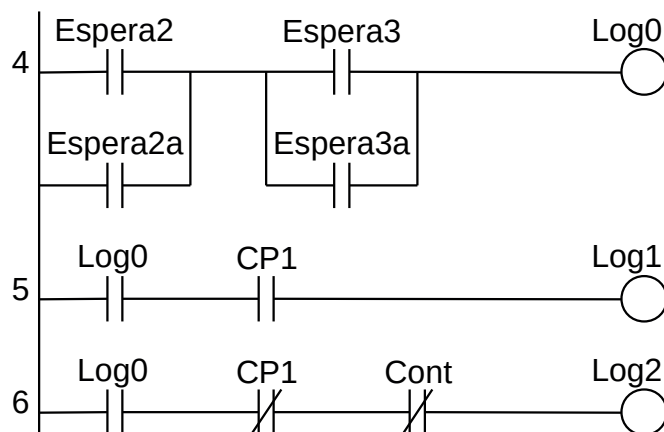 Espera2 Espera3 Log0
4
Espera2a Espera3a
Log0 CP1 Log1
5
Log0 CP1 Cont Log2
6